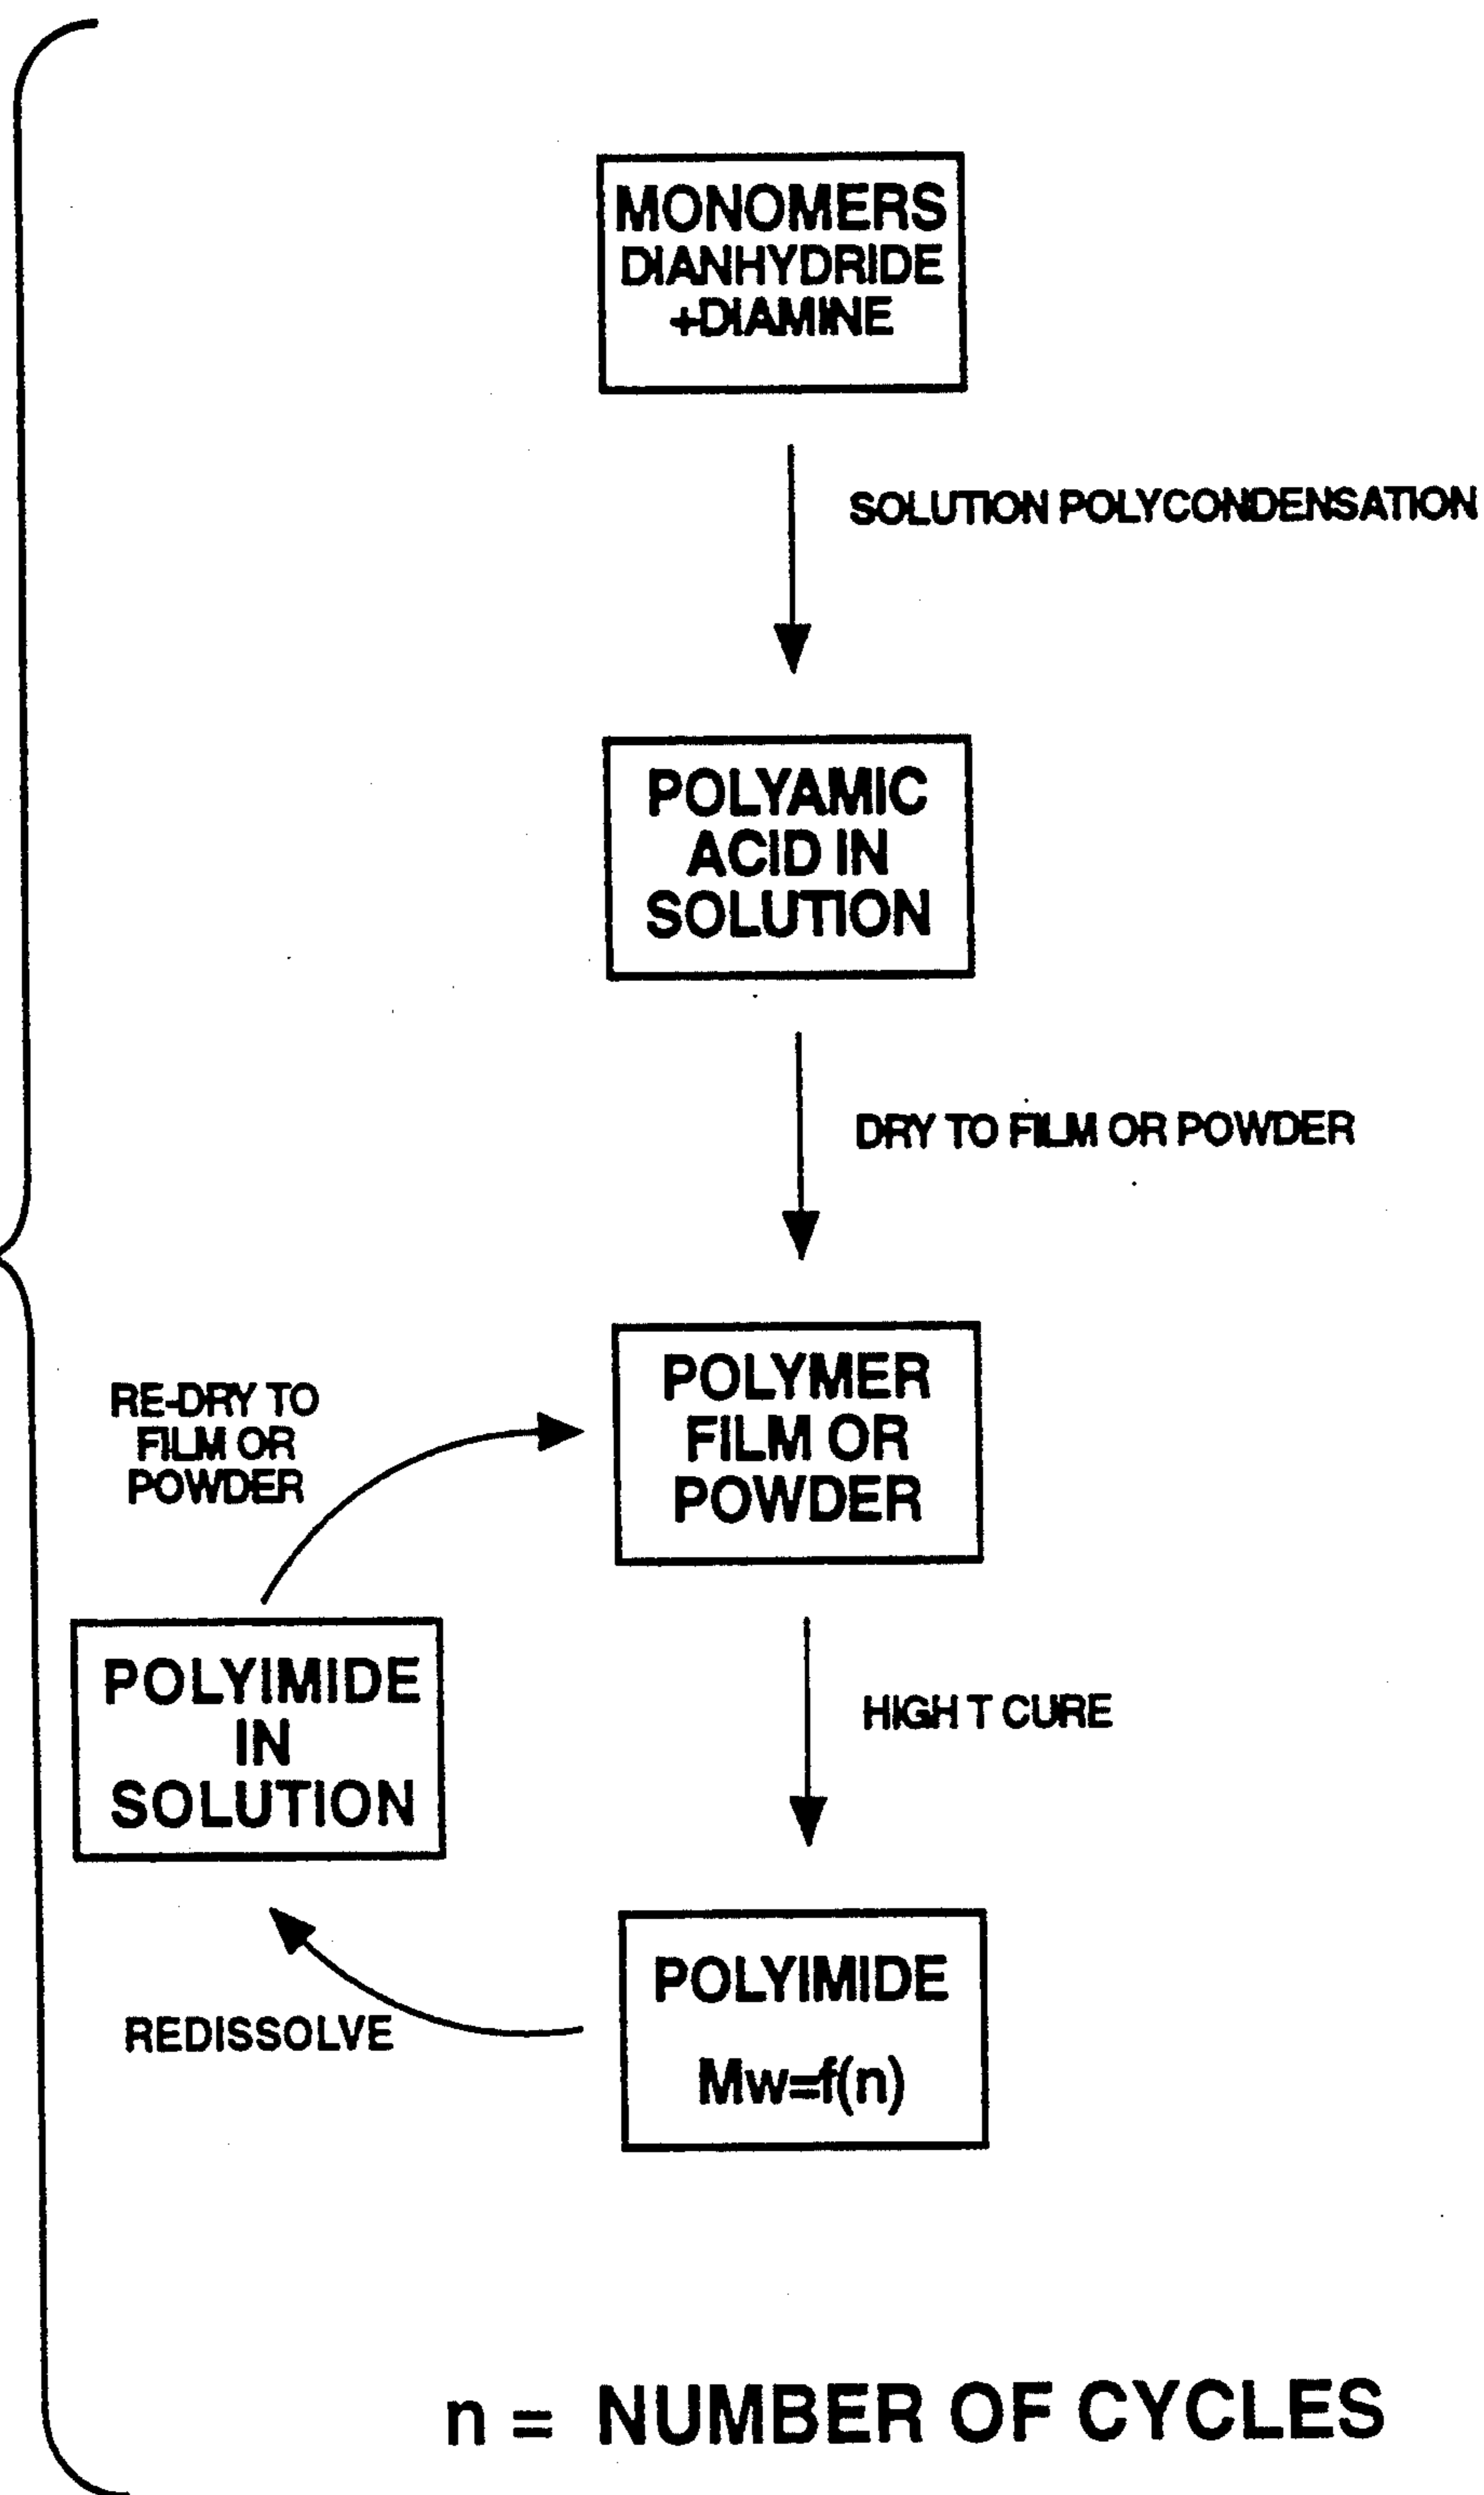 MONOMERS
DIANHYDRIDE
+DIAMINE
SOLUTION POLYCONDENSATION
POLYAMIC
ACID IN
SOLUTION
DRY TO FILM OR POWDER
POLYMER
FILM OR
POWDER
RE-DRY TO
FILM OR
POWDER
POLYIMIDE
IN
SOLUTION
HIGH T CURE
POLYIMIDE
Mw=f(n)
REDISSOLVE
n = NUMBER OF CYCLES